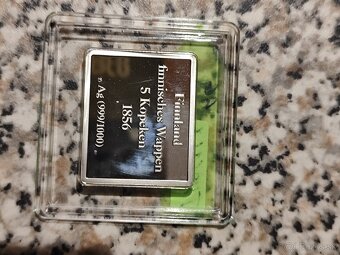 Finnland
finnisches Wappen
5 Kopeken
1856
Ag (999/1000)